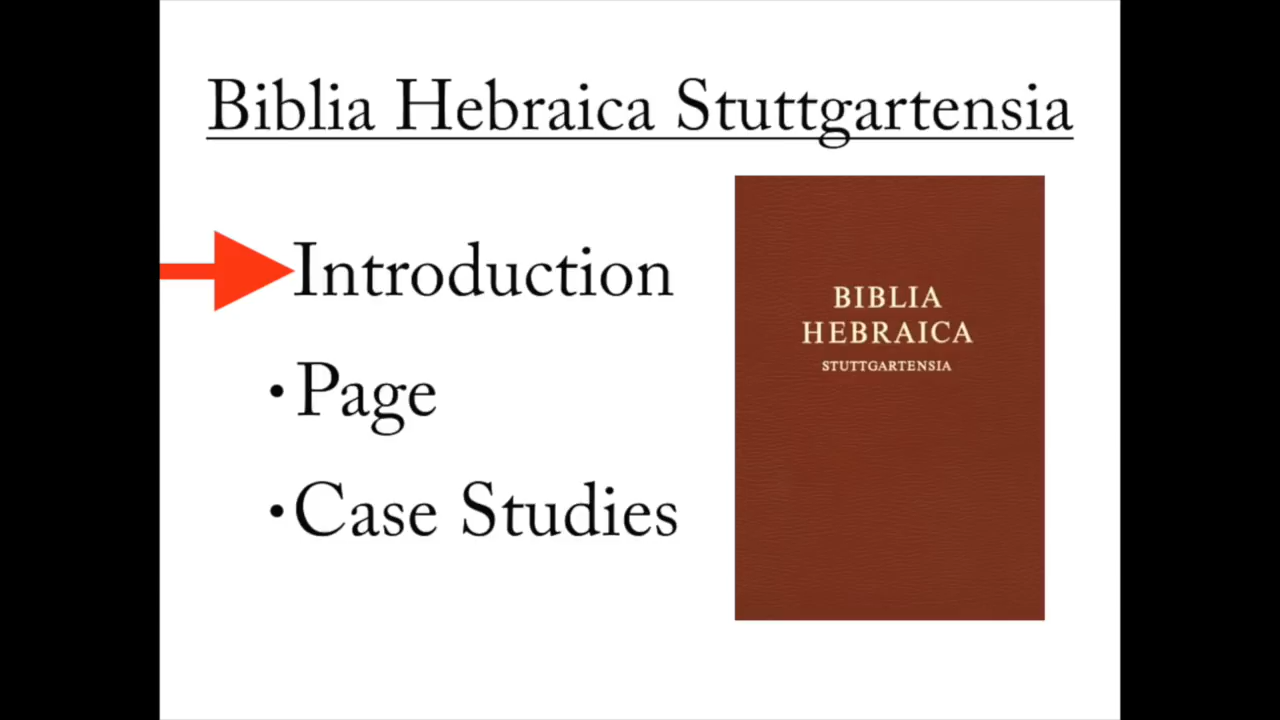 Biblia Hebraica Stuttgartensia
Introduction
• Page
• Case Studies
BIBLIA
HEBRAICA
STUTTGARTENSIA